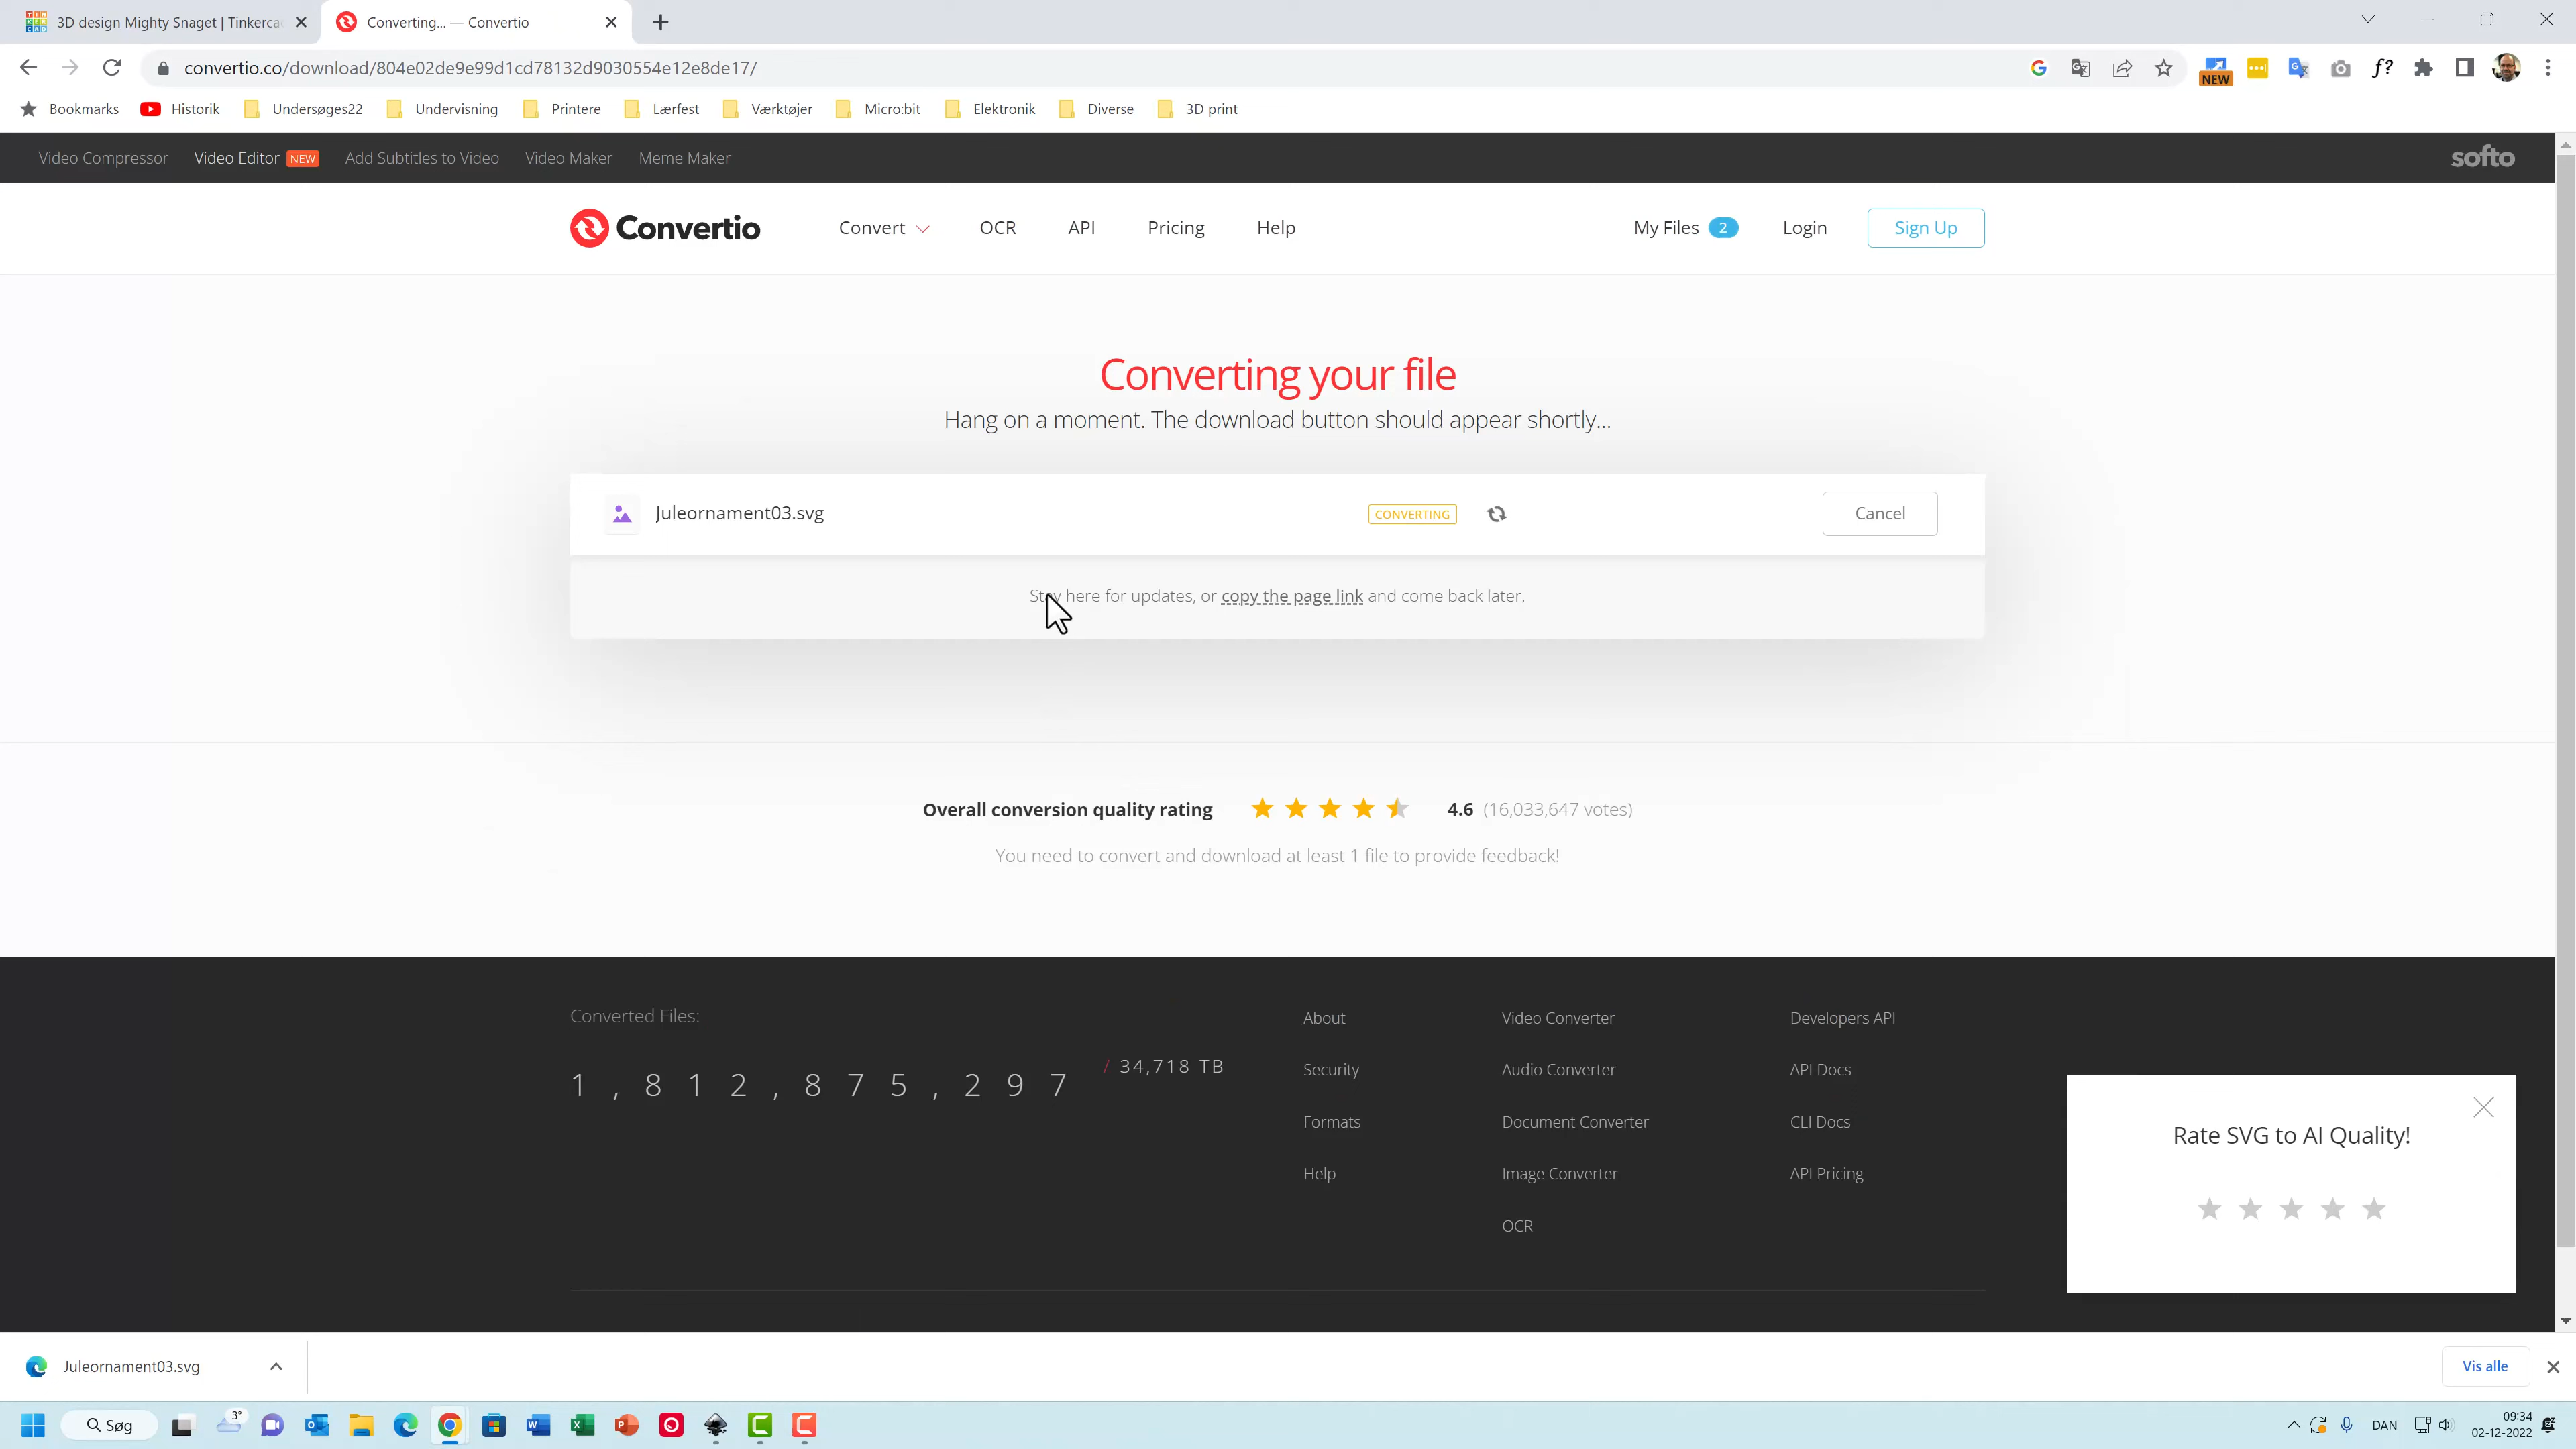 3D design Mighty Snaget | Tinkerca
Converting... — Convertio
convertio.co/download/804e02de9e99d1cd78132d9030554e12e8de17/
NEW
f?
Bookmarks
Historik
Undersøges22
Undervisning
Printere
Lærfest
Værktøjer
Micro:bit
Elektronik
Diverse
3D print
Video Compressor
Video Editor NEW
Add Subtitles to Video
Video Maker
Meme Maker
softo
Convertio
Convert
OCR
API
Pricing
Help
My Files 2
Login
Sign Up
Converting your file
Hang on a moment. The download button should appear shortly...
Juleornament03.svg
CONVERTING
Cancel
Stay here for updates, or copy the page link and come back later.
Overall conversion quality rating
4.6 (16,033,647 votes)
You need to convert and download at least 1 file to provide feedback!
Converted Files:
1,812,875,297
/ 34,718 TB
About
Security
Formats
Help
Video Converter
Audio Converter
Document Converter
Image Converter
OCR
Developers API
API Docs
CLI Docs
API Pricing
Rate SVG to AI Quality!
Juleornament03.svg
Vis alle
Søg
3°
DAN
09:34
02-12-2022